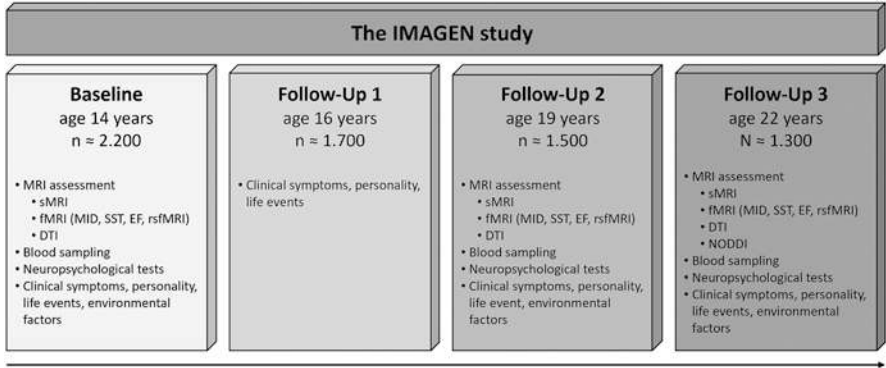 The IMAGEN study
Baseline
age 14 years
n ≈ 2.200
• MRI assessment
• sMRI
• fMRI (MID, SST, EF, rsfMRI)
• DTI
• Blood sampling
• Neuropsychological tests
• Clinical symptoms, personality,
life events, environmental
factors
Follow-Up 1
age 16 years
n ≈ 1.700
• Clinical symptoms, personality,
life events
Follow-Up 2
age 19 years
n ≈ 1.500
• MRI assessment
• sMRI
• fMRI (MID, SST, EF, rsfMRI)
• DTI
• Blood sampling
• Neuropsychological tests
• Clinical symptoms, personality,
life event, environmental
factors
Follow-Up 3
age 22 years
N ≈ 1.300
• MRI assessment
• sMRI
• fMRI (MID, SST, EF, rsfMRI)
• DTI
• NODDI
• Blood sampling
• Neuropsychological tests
• Clinical symptoms, personality,
life events, environmental
factors